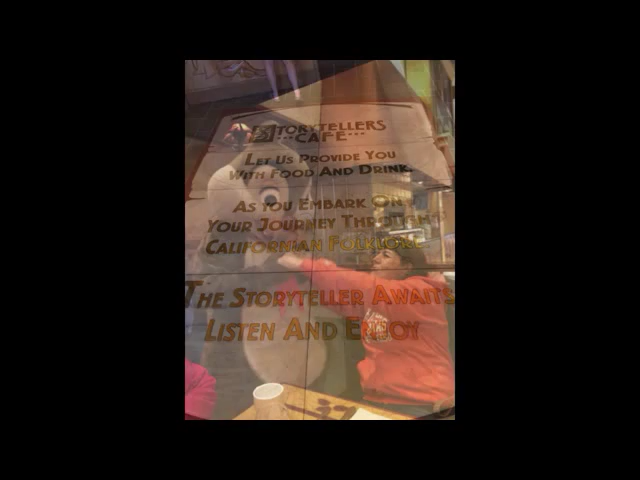 STORYTELLERS
CAFE
LET US PROVIDE YOU
WITH FOOD AND DRINK.
AS YOU EMBARK ON
YOUR JOURNEY THROUGH
CALIFORNIAN FOLKLORE
THE STORYTELLER AWAITS
LISTEN AND ENJOY